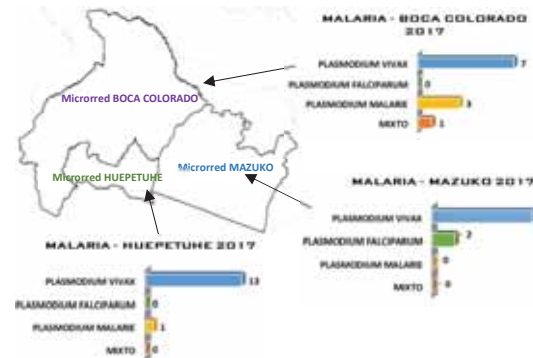 MALARIA - BOCA COLORADO
2017
PLASMODIUM VIVAX 7
PLASMODIUM FALCIPARUM 0
PLASMODIUM MALARIE 3
MIXTO 1
Microrred BOCA COLORADO
Microrred HUEPETUHE
Microrred MAZUKO
MALARIA - MAZUKO 2017
PLASMODIUM VIVAX
PLASMODIUM FALCIPARUM 2
PLASMODIUM MALARIE 0
MIXTO 0
MALARIA - HUEPETUHE 2017
PLASMODIUM VIVAX 13
PLASMODIUM FALCIPARUM 0
PLASMODIUM MALARIE 1
MIXTO 0